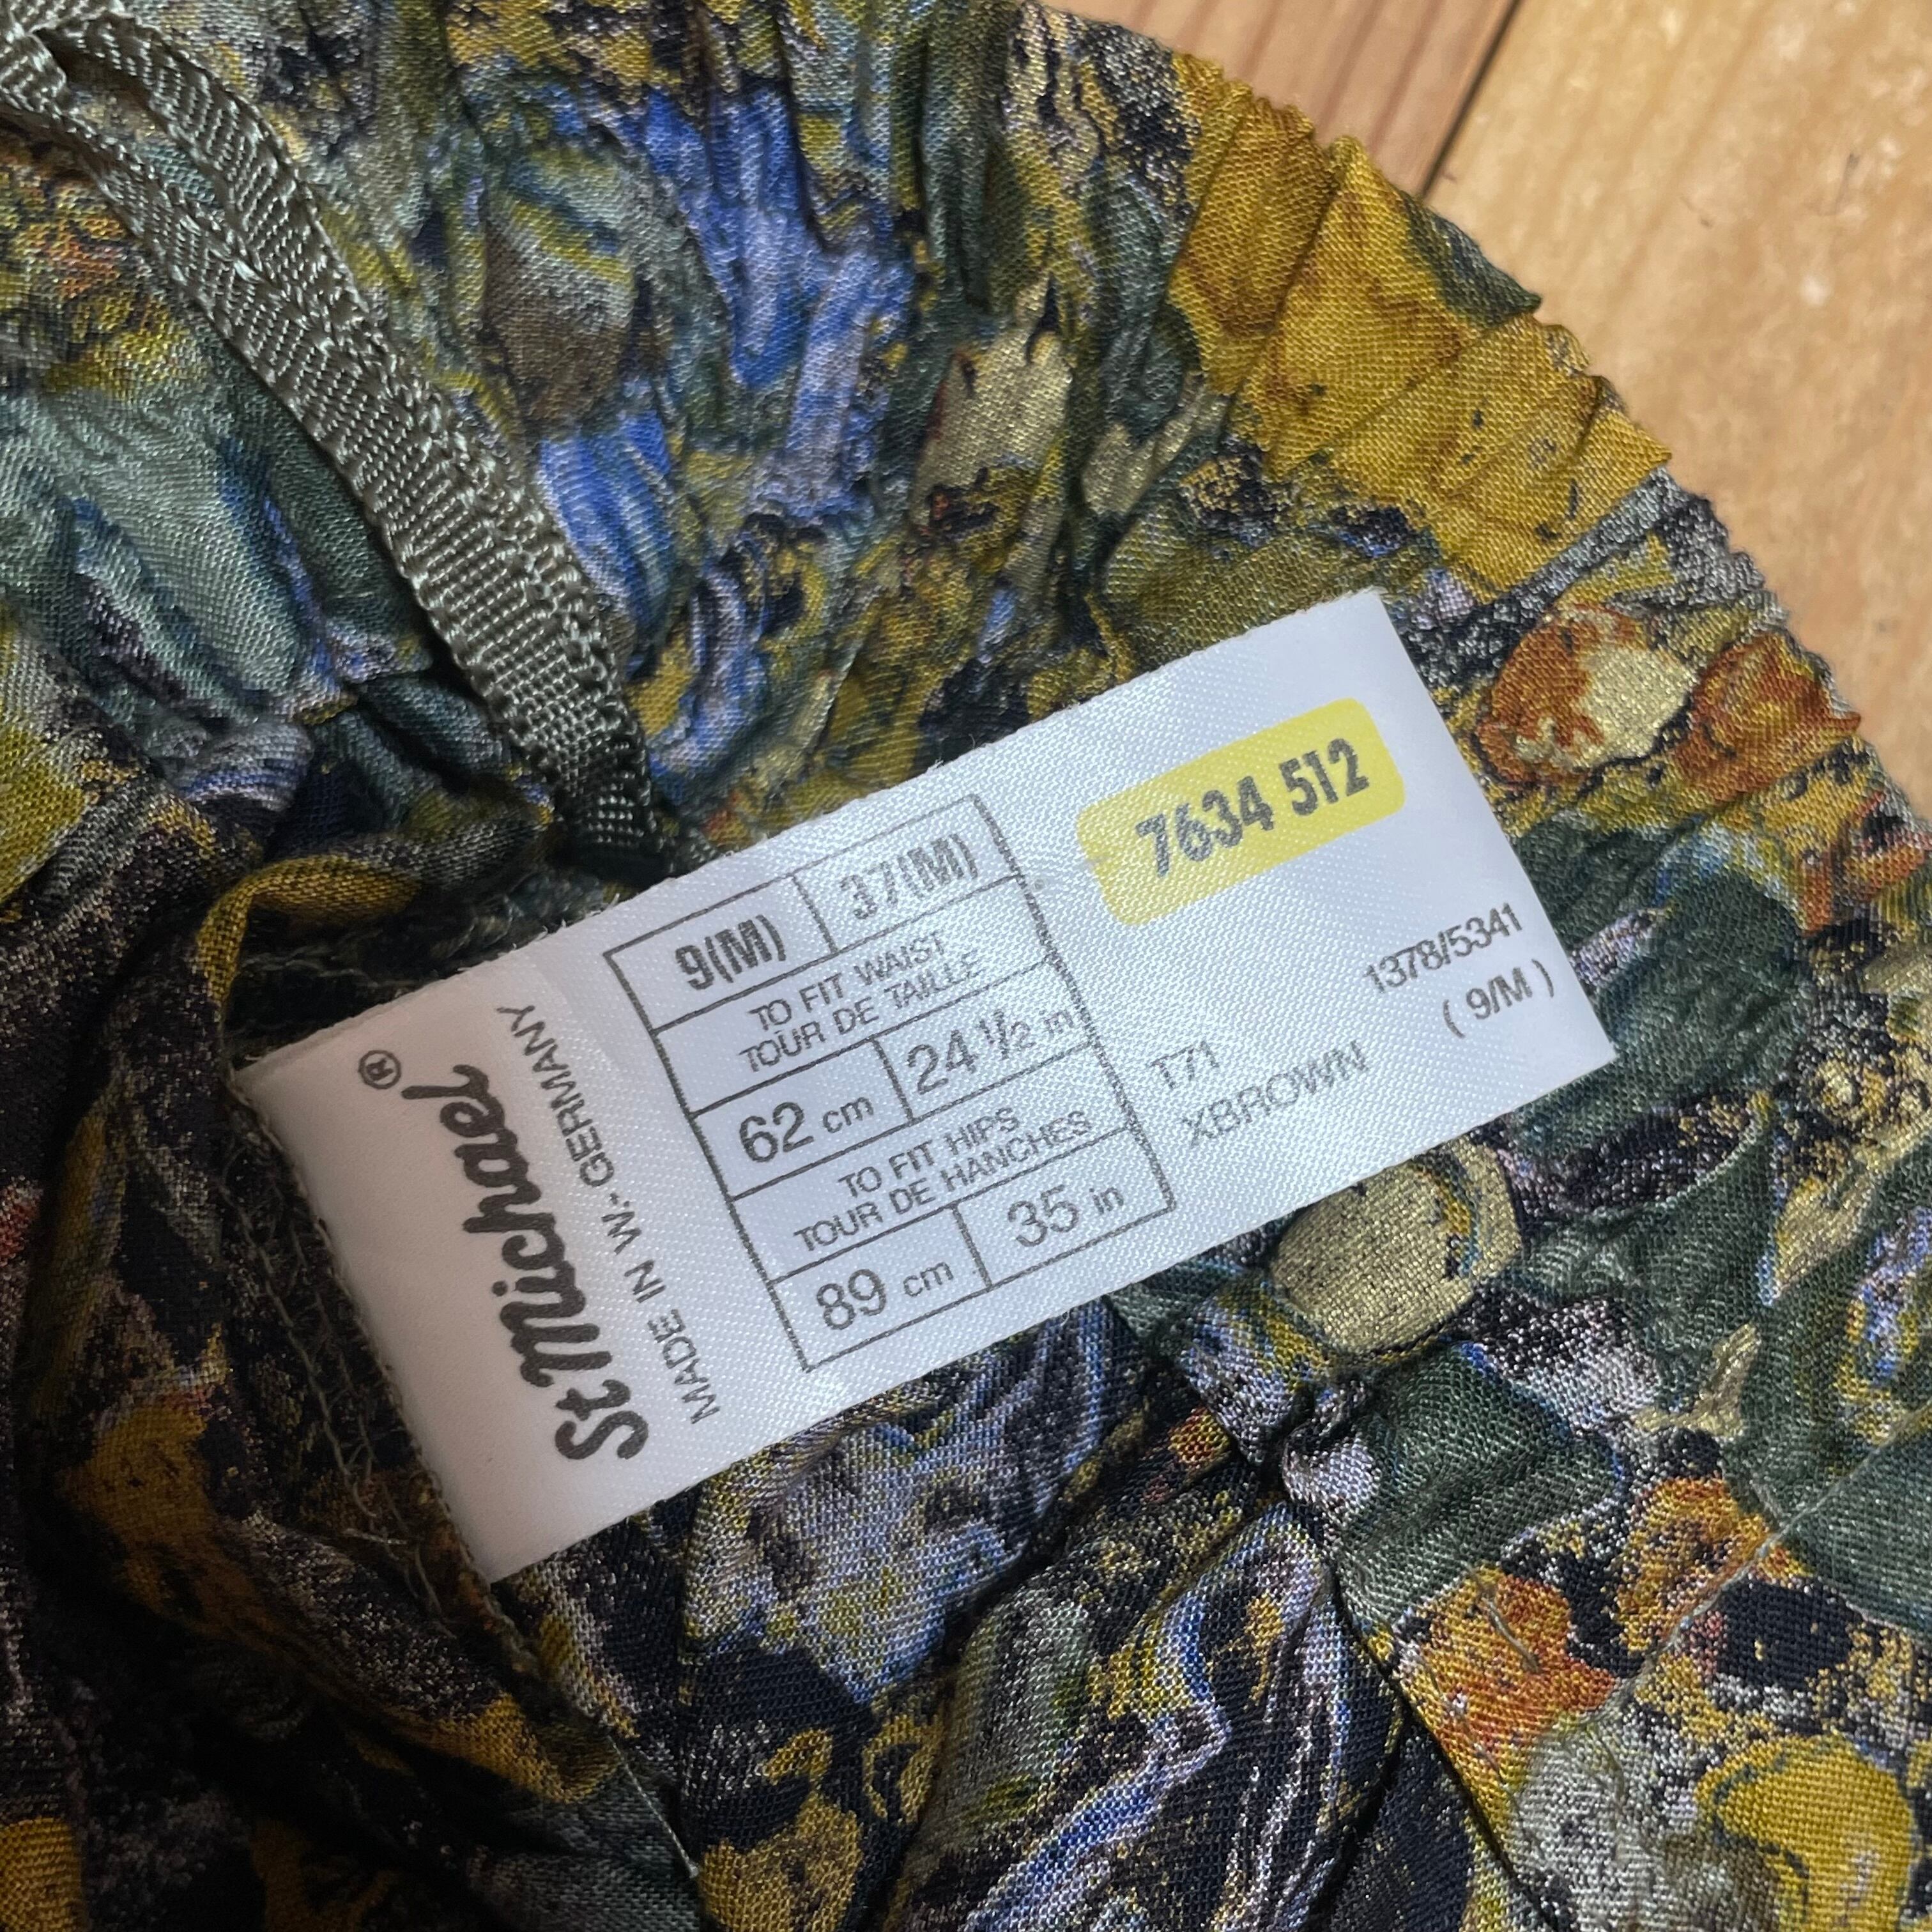 St Michael®
MADE IN W.-GERMANY
9(M) 37(M)
TO FIT WAIST
TOUR DE TAILLE
62 cm 24 ½ in
TO FIT HIPS
TOUR DE HANCHES
89 cm 35 in
7634 512
1378/5341
( 9/M )
T71
XBROWN